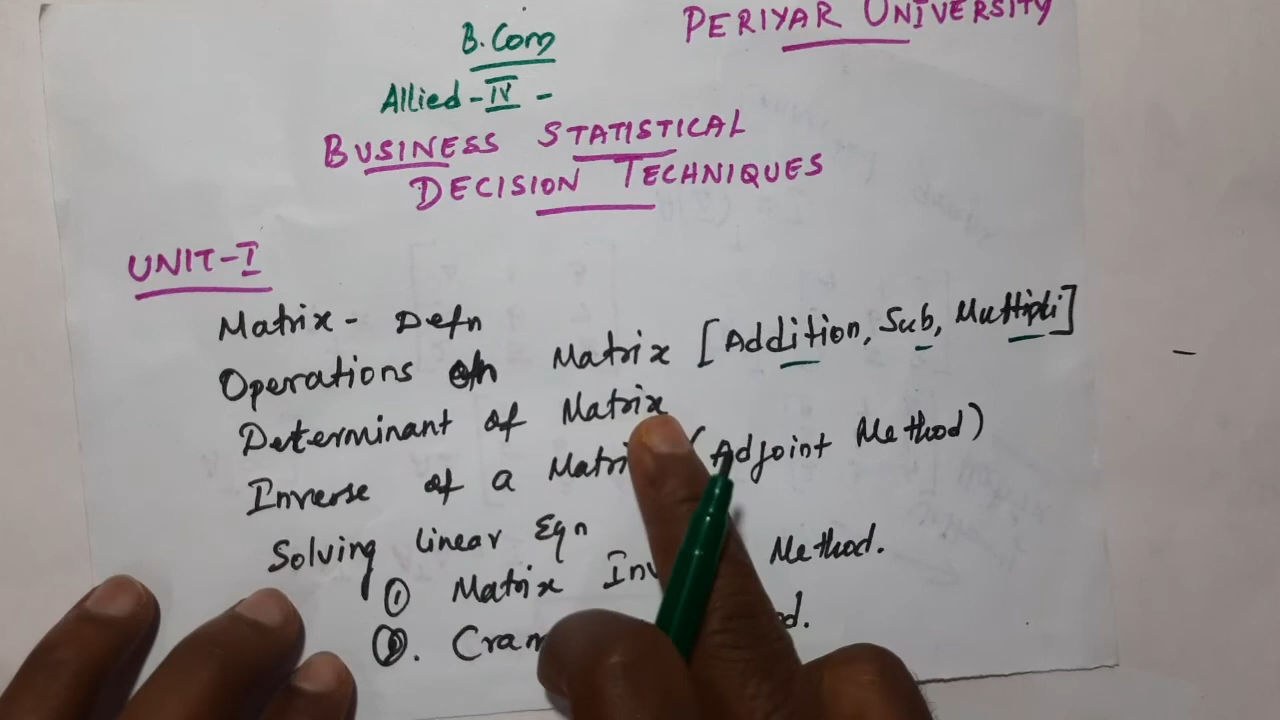 PERIYAR UNIVERSITY
B.Com
Allied - IV -
BUSINESS STATISTICAL
DECISION TECHNIQUES
UNIT-I
Matrix - Defn
Operations on Matrix [Addition, Sub, Multipli]
Determinant of Matrix
Inverse of a Matri (Adjoint Method)
Solving Linear Eqn
① Matrix Inv Method.
②. Cram d.